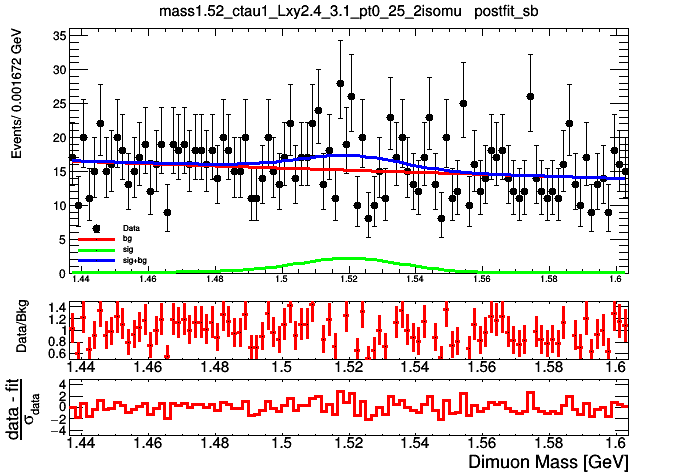 mass1.52_ctau1_Lxy2.4_3.1_pt0_25_2isomu postfit_sb
Events/ 0.001672 GeV
35
30
25
20
15
10
5
0
Data
bg
sig
sig+bg
1.44 1.46 1.48 1.5 1.52 1.54 1.56 1.58 1.6
Data/Bkg
1.4
1.2
1.0
0.8
0.6
1.44 1.46 1.48 1.5 1.52 1.54 1.56 1.58 1.6
data - fit
σdata
4
2
0
−2
−4
1.44 1.46 1.48 1.5 1.52 1.54 1.56 1.58 1.6
Dimuon Mass [GeV]